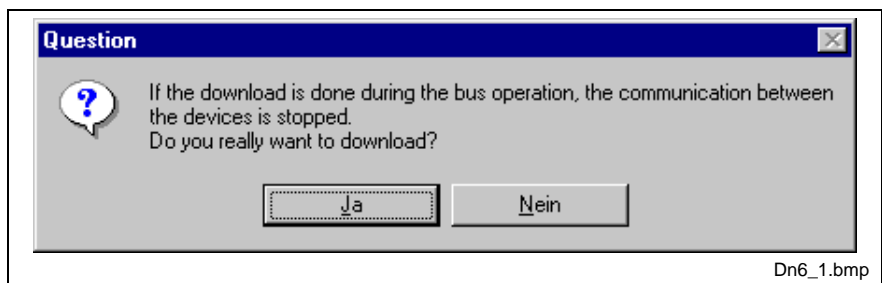 Question
If the download is done during the bus operation, the communication between
the devices is stopped.
Do you really want to download?
Ja
Nein
Dn6_1.bmp